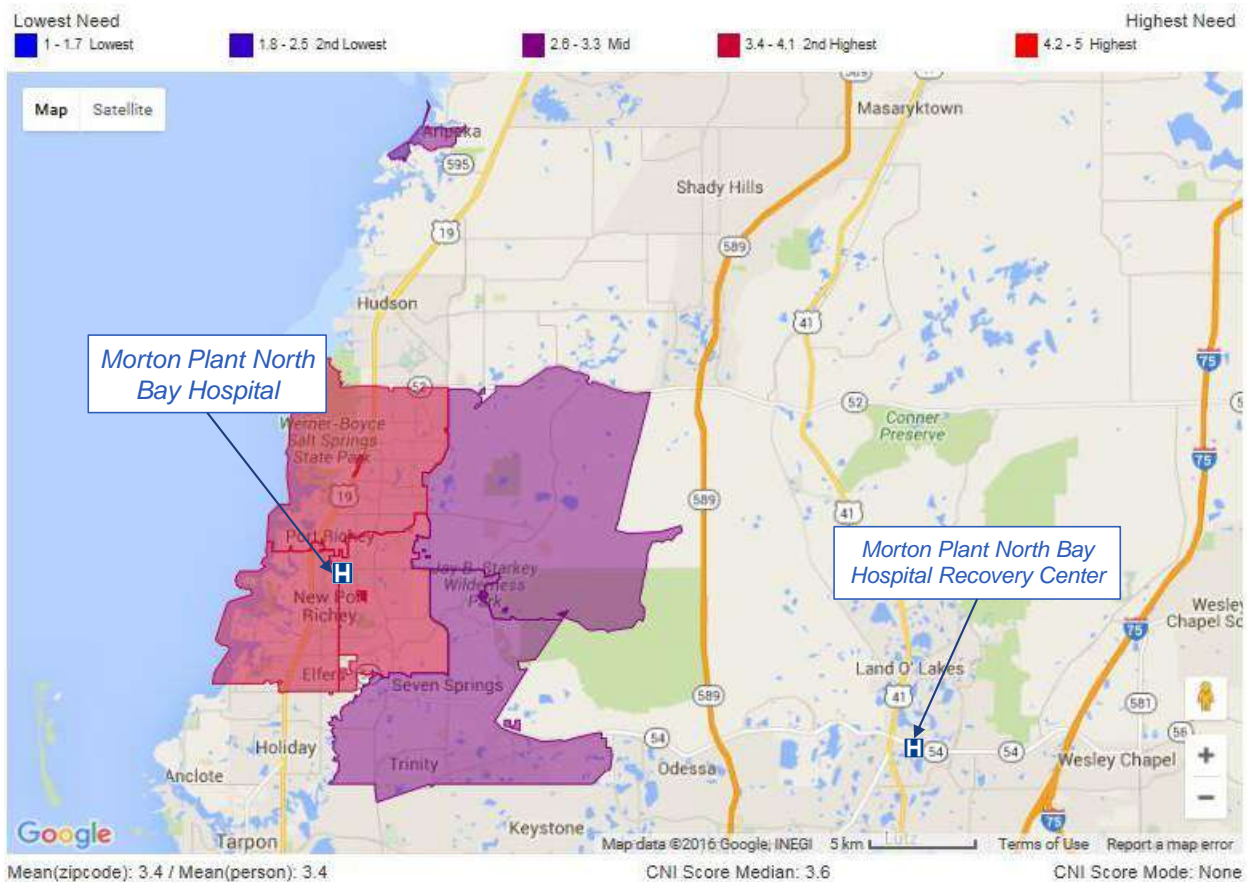 Lowest Need
Highest Need
1 - 1.7 Lowest
1.8 - 2.5 2nd Lowest
2.6 - 3.3 Mid
3.4 - 4.1 2nd Highest
4.2 - 5 Highest
Map
Satellite
589
Masaryktown
Aripeka
595
Shady Hills
19
589
Hudson
41
75
Morton Plant North
Bay Hospital
52
52
Werner-Boyce
Salt Springs
State Park
Conner
Preserve
75
19
589
41
Port Richey
Morton Plant North Bay
Hospital Recovery Center
H
Jay B. Starkey
Wilderness
Park
New Port
Richey
Wesley
75
Elfers
Seven Springs
Land O' Lakes
589
41
581
54
H
54
54
56
Holiday
Trinity
Odessa
Wesley Chapel
+
Anclote
−
Google
Keystone
75
Tarpon
Map data ©2016 Google, INEGI
5 km
Terms of Use
Report a map error
Mean(zipcode): 3.4 / Mean(person): 3.4
CNI Score Median: 3.6
CNI Score Mode: None